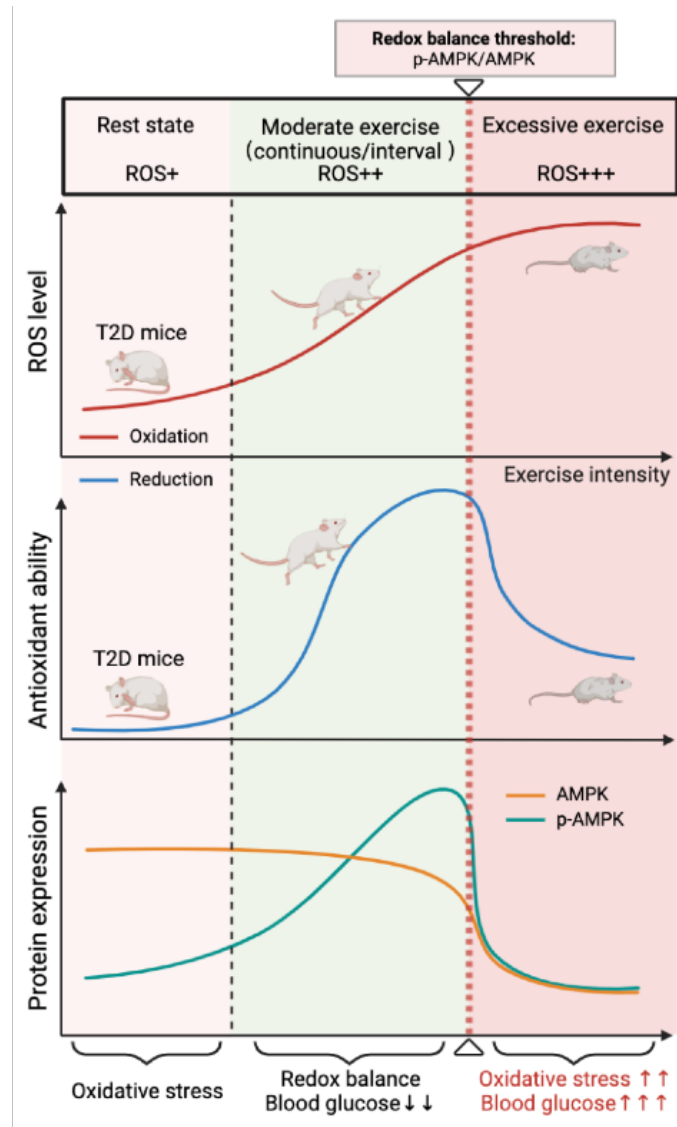 Redox balance threshold:
p-AMPK/AMPK
Rest state
ROS+
Moderate exercise
(continuous/interval )
ROS++
Excessive exercise
ROS+++
ROS level
T2D mice
Oxidation
Reduction
Exercise intensity
Antioxidant ability
T2D mice
Protein expression
AMPK
p-AMPK
Oxidative stress
Redox balance
Blood glucose↓↓
Oxidative stress ↑↑
Blood glucose↑↑↑